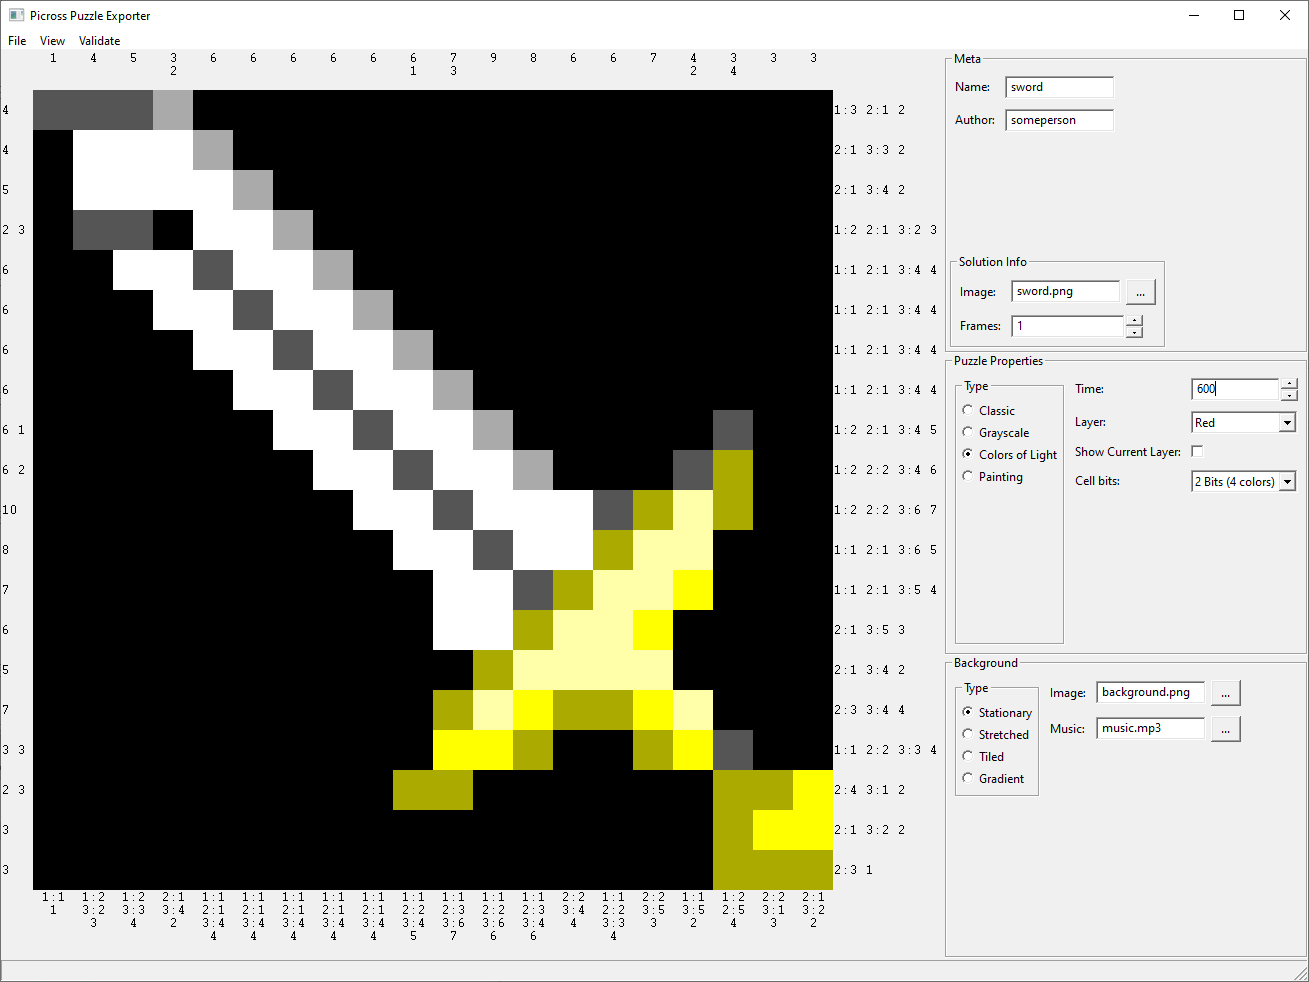 Picross Puzzle Exporter
File View Validate
1 4 5 3 6 6 6 6 6 6 7 9 8 6 6 7 4 3 3 3
2 1 3 2 4
4 1:3 2:1 2
4 2:1 3:3 2
5 2:1 3:4 2
2 3 1:2 2:1 3:2 3
6 1:1 2:1 3:4 4
6 1:1 2:1 3:4 4
6 1:1 2:1 3:4 4
6 1:1 2:1 3:4 4
6 1 1:2 2:1 3:4 5
6 2 1:2 2:2 3:4 6
10 1:2 2:2 3:6 7
8 1:1 2:1 3:6 5
7 1:1 2:1 3:5 4
6 2:1 3:5 3
5 2:1 3:4 2
7 2:3 3:4 4
3 3 1:1 2:2 3:3 4
2 3 2:4 3:1 2
3 2:1 3:2 2
3 2:3 1
1:1 1:2 1:2 2:1 1:1 1:1 1:1 1:1 1:1 1:2 1:2 1:1 1:1 2:2 1:1 2:2 1:1 1:2 2:2 2:1
1 3:2 3:4 3:4 2:1 2:1 2:1 2:1 2:1 2:2 2:3 2:3 2:3 3:4 2:2 3:5 3:5 2:5 3:1 3:2
3 4 2 3:4 3:4 3:4 3:4 3:4 3:4 3:6 3:6 3:4 4 3:3 3 2 4 3 2
4 4 4 4 4 5 7 6 6 4
Meta
Name: sword
Author: someperson
Solution Info
Image: sword.png ...
Frames: 1
Puzzle Properties
Type
Classic
Grayscale
Colors of Light
Painting
Time: 600
Layer: Red
Show Current Layer:
Cell bits: 2 Bits (4 colors)
Background
Type
Stationary
Stretched
Tiled
Gradient
Image: background.png ...
Music: music.mp3 ...